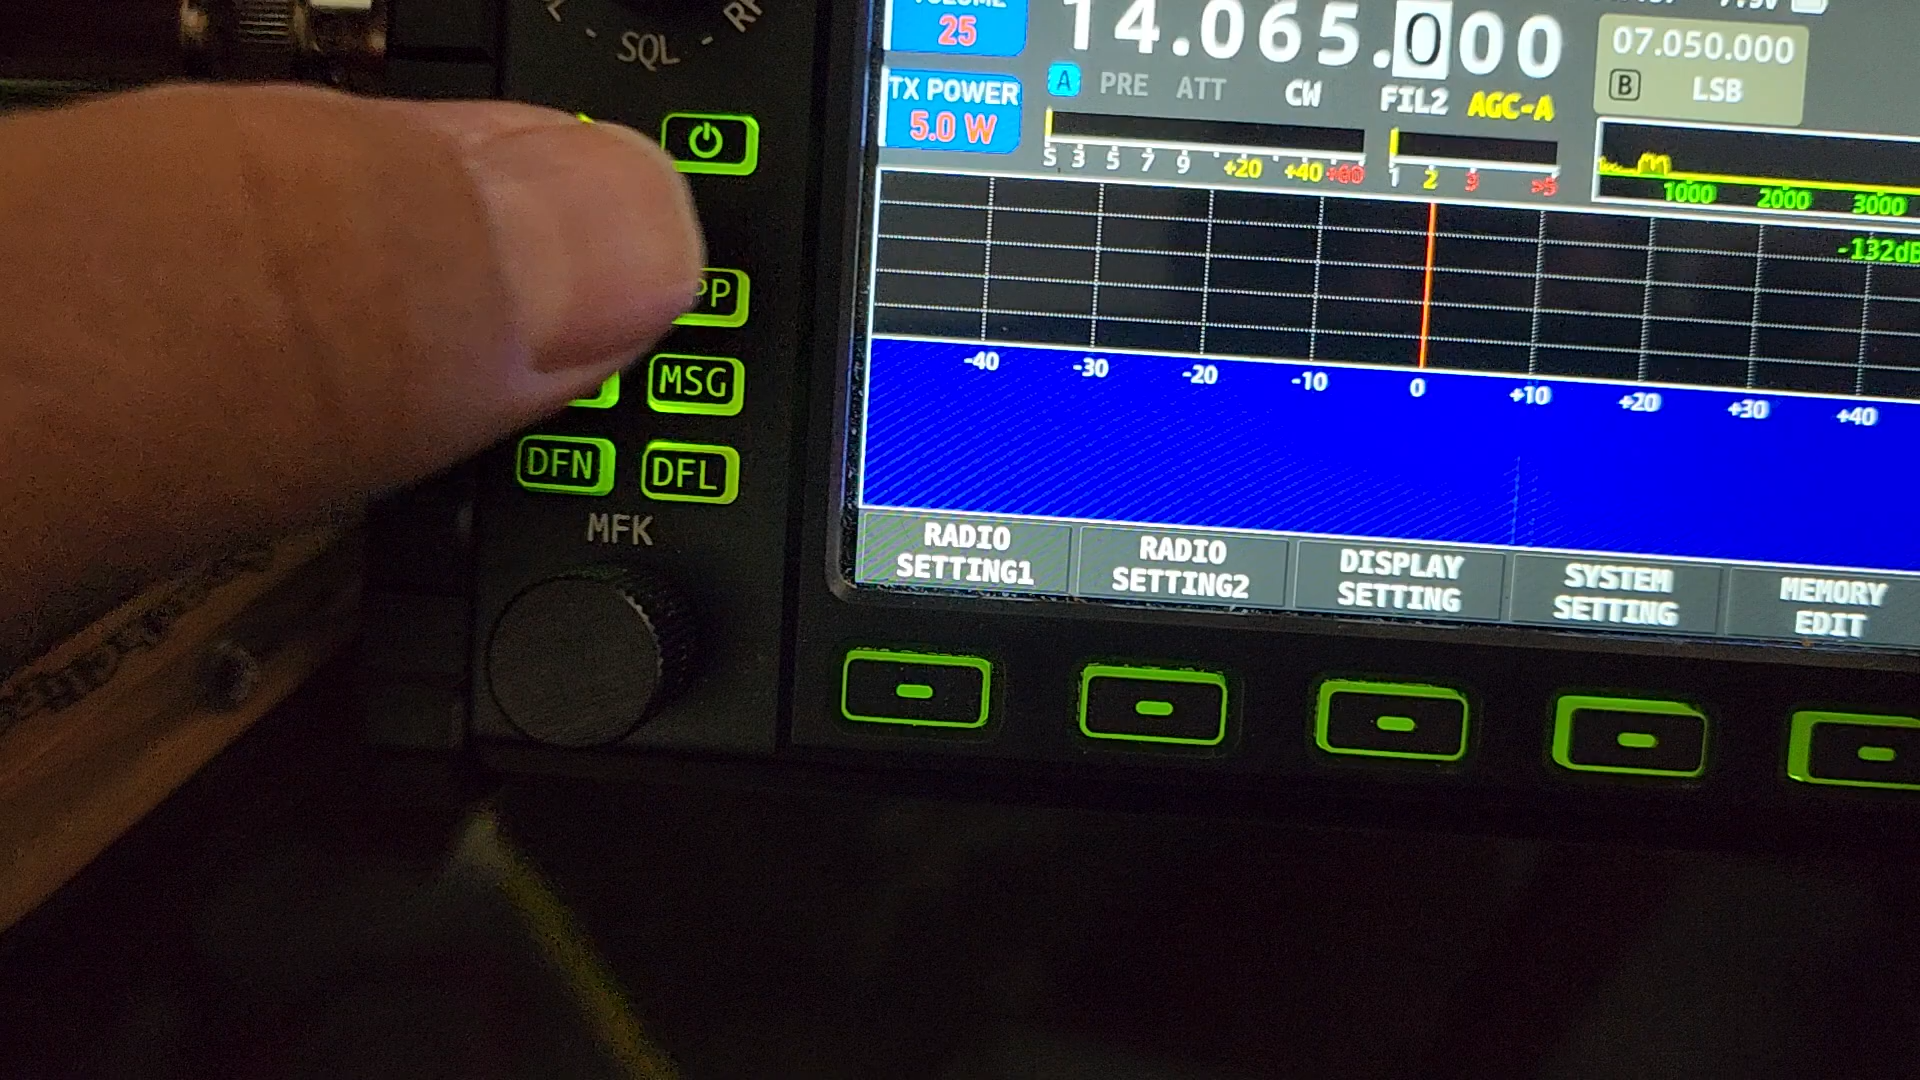 SQL
25
14.065.000
07.050.000
A PRE ATT CW FIL2 AGC-A
B LSB
TX POWER
5.0 W
S 3 5 7 9 +20 +40 +60
1 2 3 >5
1000 2000 3000
-132dB
PP
MSG
-40 -30 -20 -10 0 +10 +20 +30 +40
DFN DFL
MFK
RADIO SETTING1
RADIO SETTING2
DISPLAY SETTING
SYSTEM SETTING
MEMORY EDIT